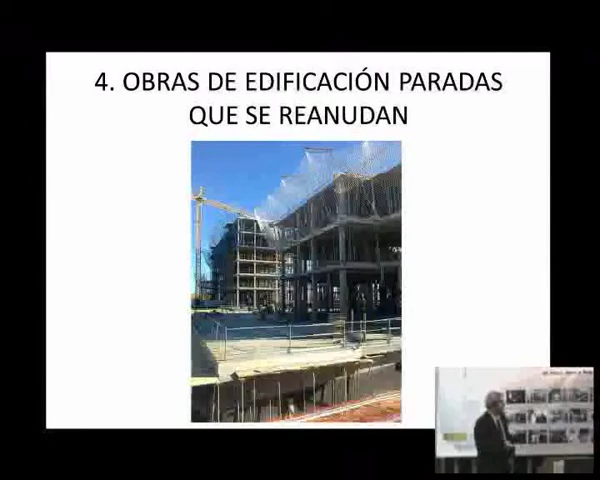 4. OBRAS DE EDIFICACIÓN PARADAS
QUE SE REANUDAN